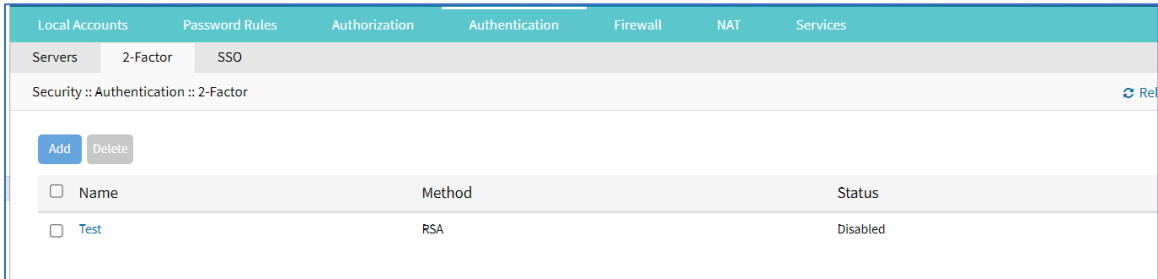 Local Accounts Password Rules Authorization Authentication Firewall NAT Services
Servers 2-Factor SSO
Security :: Authentication :: 2-Factor Rel
Add Delete
Name Method Status
Test RSA Disabled